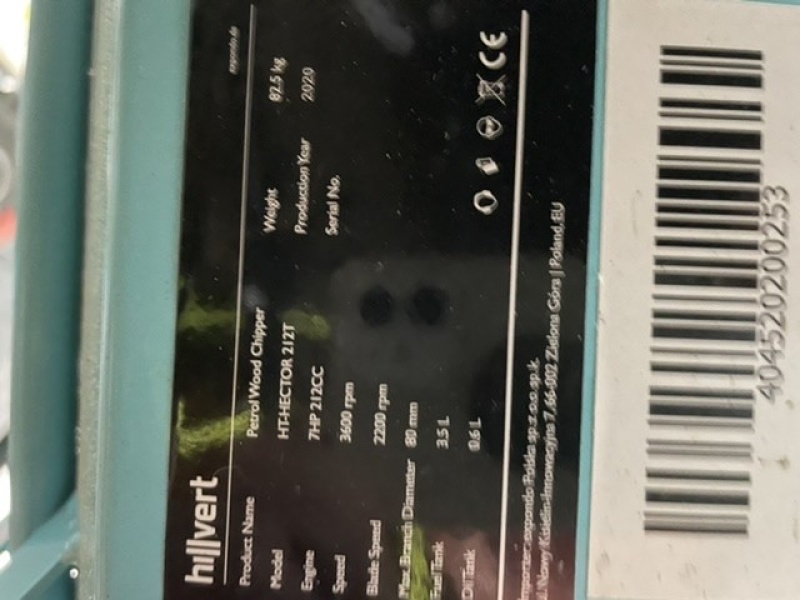 hillvert
expondo.de
Product Name Petrol Wood Chipper
Model HT-HECTOR 212T Weight 82.5 kg
Engine 7HP 212CC Production Year 2020
Speed 3600 rpm Serial No.
Blade Speed 2200 rpm
Max. Branch Diameter 80 mm
Fuel Tank 3.5 L
Oil Tank 0.6 L
CE
Importer: expondo Polska sp. z o.o. sp. k.
ul. Nowy Kisielin-Innowacyjna 7, 66-002 Zielona Góra | Poland, EU
404520200253